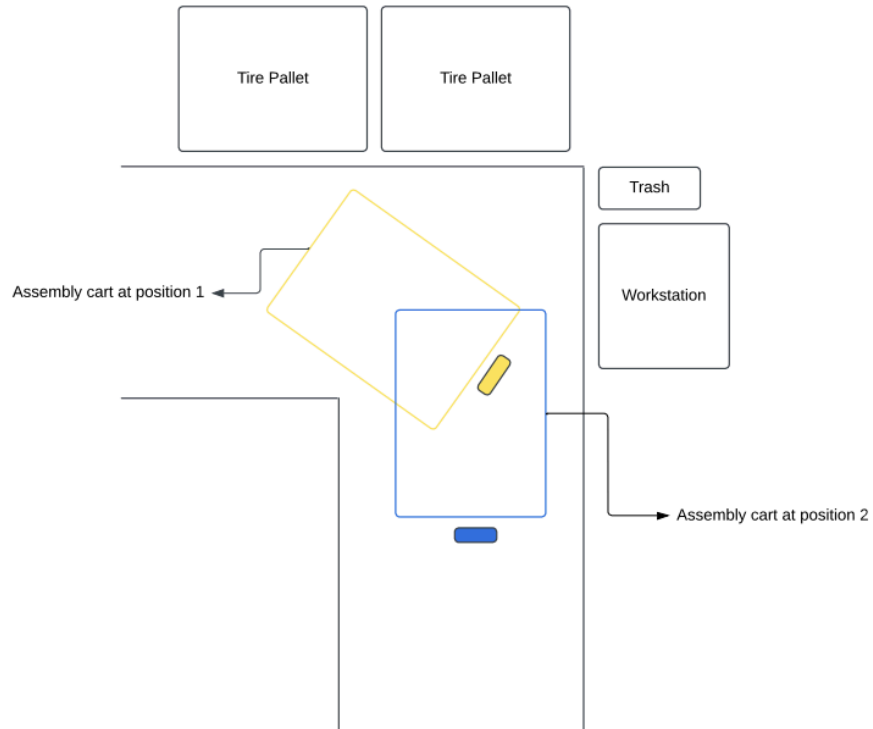 Tire Pallet
Tire Pallet
Trash
Assembly cart at position 1
Workstation
Assembly cart at position 2